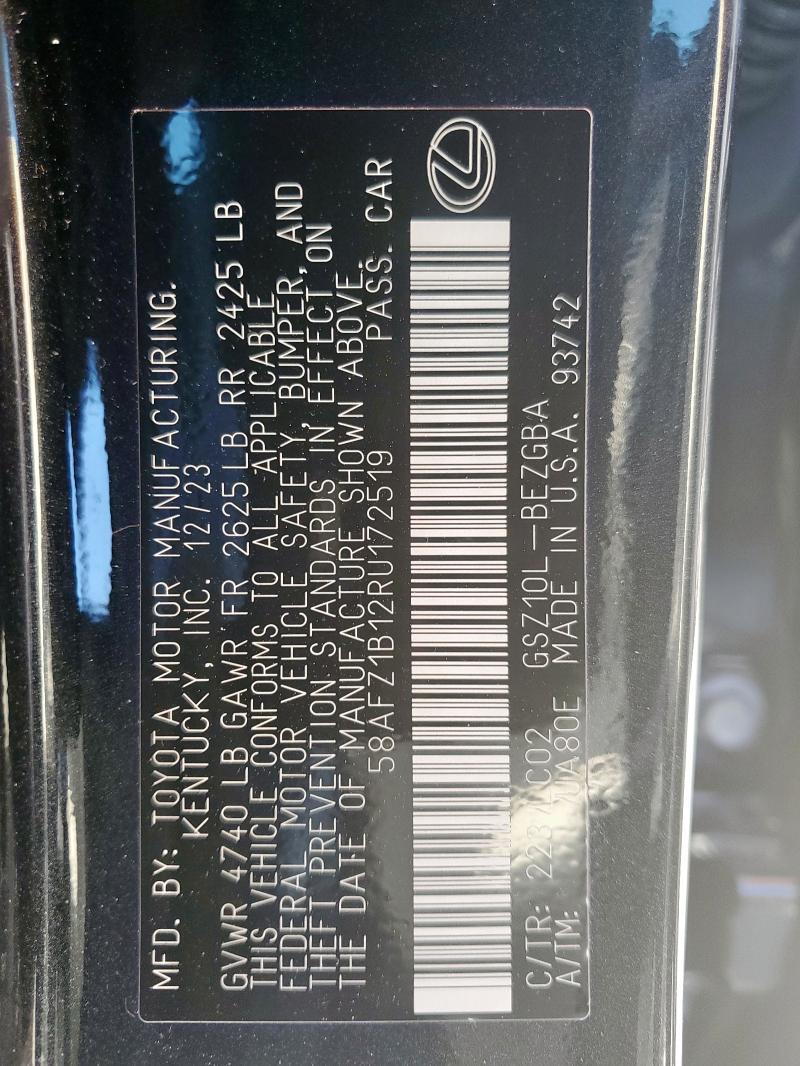 MFD. BY: TOYOTA MOTOR MANUFACTURING.
KENTUCKY, INC. 12/23
GVWR 4740 LB GAWR FR 2625 LB RR 2425 LB
THIS VEHICLE CONFORMS TO ALL APPLICABLE
FEDERAL MOTOR VEHICLE SAFETY, BUMPER, AND
THEFT PREVENTION STANDARDS IN EFFECT ON
THE DATE OF MANUFACTURE SHOWN ABOVE.
58AFZ1B12RU172519 PASS. CAR
C/TR: GSZ10L-BEZGBA
A/TM: MADE IN U.S.A. 93742